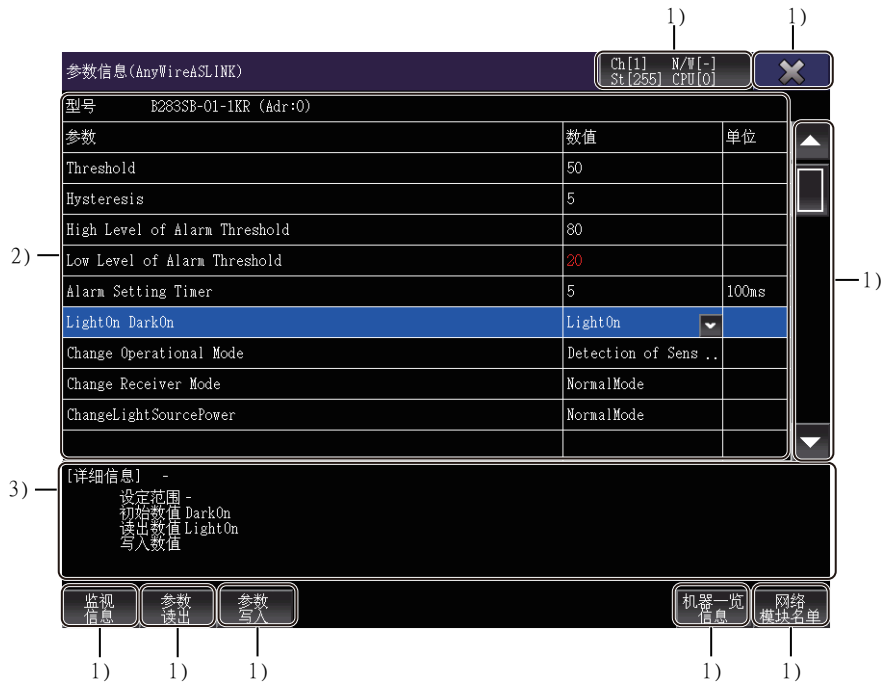 1) 1)
参数信息(AnyWireASLINK) Ch[1] N/W[-]
St[255] CPU[0]
型号 B283SB-01-1KR (Adr:0)
参数 数值 单位
Threshold 50
Hysteresis 5
High Level of Alarm Threshold 80
2) Low Level of Alarm Threshold 20
1)
Alarm Setting Timer 5 100ms
LightOn DarkOn LightOn
Change Operational Mode Detection of Sens ..
Change Receiver Mode NormalMode
ChangeLightSourcePower NormalMode
3) [详细信息] -
设定范围 -
初始数值 DarkOn
读出数值 LightOn
写入数值
监视 参数 参数 机器一览 网络
信息 读出 写入 信息 模块名单
1) 1) 1) 1) 1)